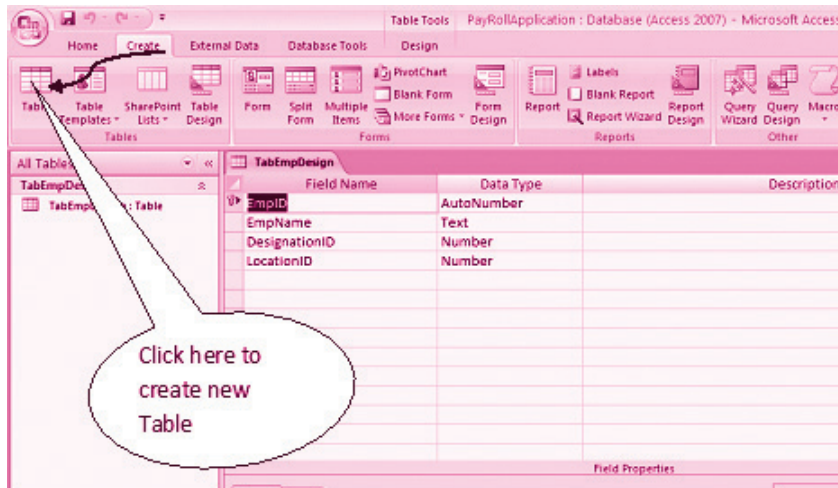 Table Tools PayRollApplication : Database (Access 2007) - Microsoft Access
Home Create External Data Database Tools Design
Table Table Templates SharePoint Lists Table Design
Tables
Form Split Form Multiple Items PivotChart Blank Form More Forms Form Design
Forms
Report Labels Blank Report Report Wizard Report Design
Reports
Query Wizard Query Design Macro
Other
All Tables
TabEmpDesign
Field Name Data Type Description
EmpID AutoNumber
EmpName Text
DesignationID Number
LocationID Number
: Table
Click here to
create new
Table
Field Properties